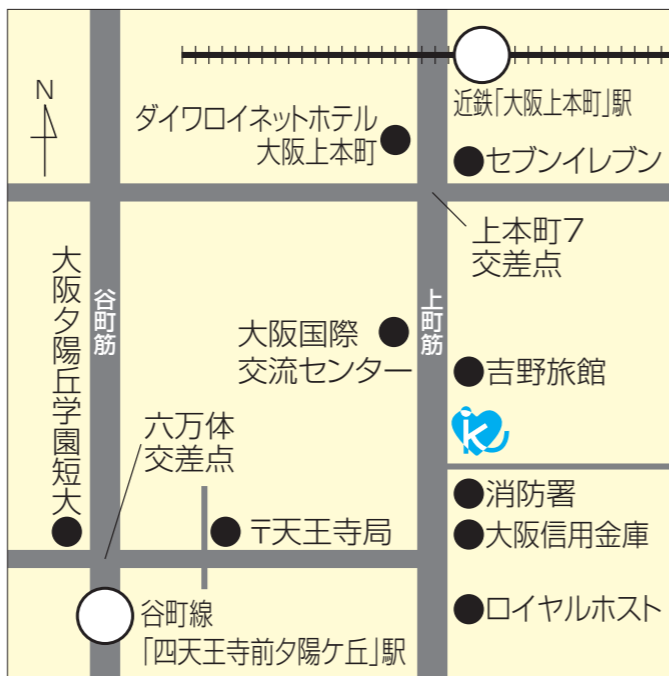 近鉄「大阪上本町」駅
N
ダイワロイネットホテル
大阪上本町
セブンイレブン
上本町7
交差点
大阪夕陽丘学園短大
谷町筋
上町筋
大阪国際
交流センター
吉野旅館
六万体
交差点
消防署
〒天王寺局
大阪信用金庫
ロイヤルホスト
谷町線
「四天王寺前夕陽ケ丘」駅